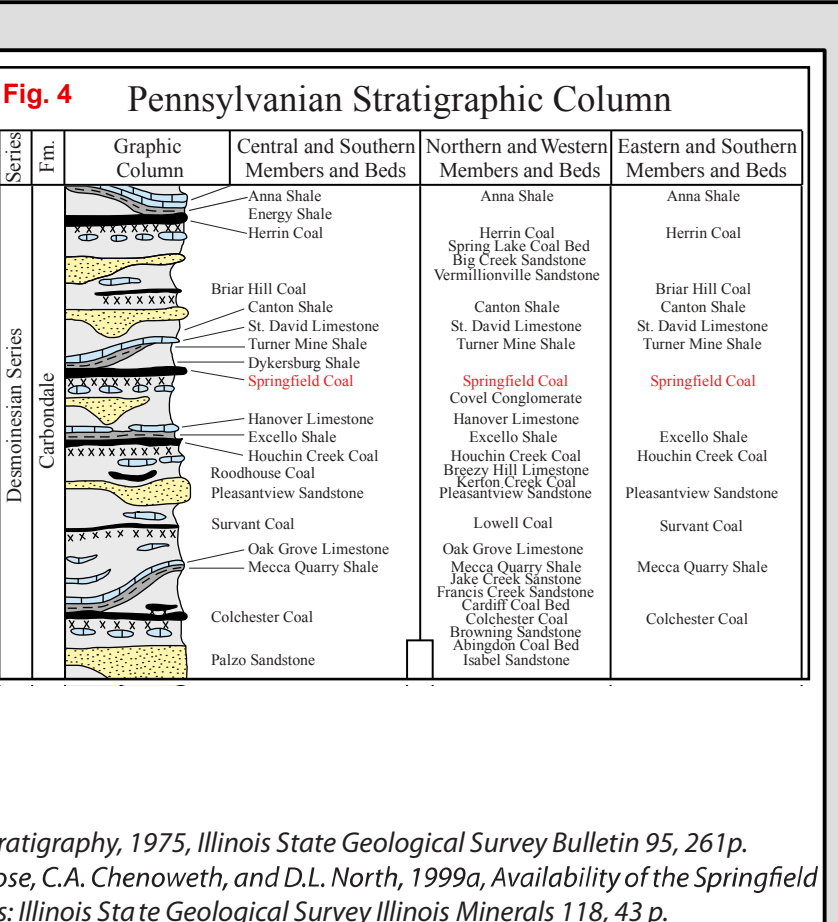 Fig. 4
Pennsylvanian Stratigraphic Column
Series
Fm.
Graphic
Column
Central and Southern
Members and Beds
Northern and Western
Members and Beds
Eastern and Southern
Members and Beds
Desmoinesian Series
Carbondale
Anna Shale
Energy Shale
Herrin Coal
Briar Hill Coal
Canton Shale
St. David Limestone
Turner Mine Shale
Dykersburg Shale
Springfield Coal
Hanover Limestone
Excello Shale
Houchin Creek Coal
Roodhouse Coal
Pleasantview Sandstone
Survant Coal
Oak Grove Limestone
Mecca Quarry Shale
Colchester Coal
Palzo Sandstone
Anna Shale
Herrin Coal
Spring Lake Coal Bed
Big Creek Sandstone
Vermillionville Sandstone
Canton Shale
St. David Limestone
Turner Mine Shale
Springfield Coal
Covel Conglomerate
Hanover Limestone
Excello Shale
Houchin Creek Coal
Breezy Hill Limestone
Kerton Creek Coal
Pleasantview Sandstone
Lowell Coal
Oak Grove Limestone
Mecca Quarry Shale
Jake Creek Sanstone
Francis Creek Sandstone
Cardiff Coal Bed
Colchester Coal
Browning Sandstone
Abingdon Coal Bed
Isabel Sandstone
Anna Shale
Herrin Coal
Briar Hill Coal
Canton Shale
St. David Limestone
Turner Mine Shale
Springfield Coal
Excello Shale
Houchin Creek Coal
Pleasantview Sandstone
Survant Coal
Mecca Quarry Shale
Colchester Coal
ratigraphy, 1975, Illinois State Geological Survey Bulletin 95, 261p.
ose, C.A. Chenoweth, and D.L. North, 1999a, Availability of the Springfield
s: Illinois State Geological Survey Illinois Minerals 118, 43 p.